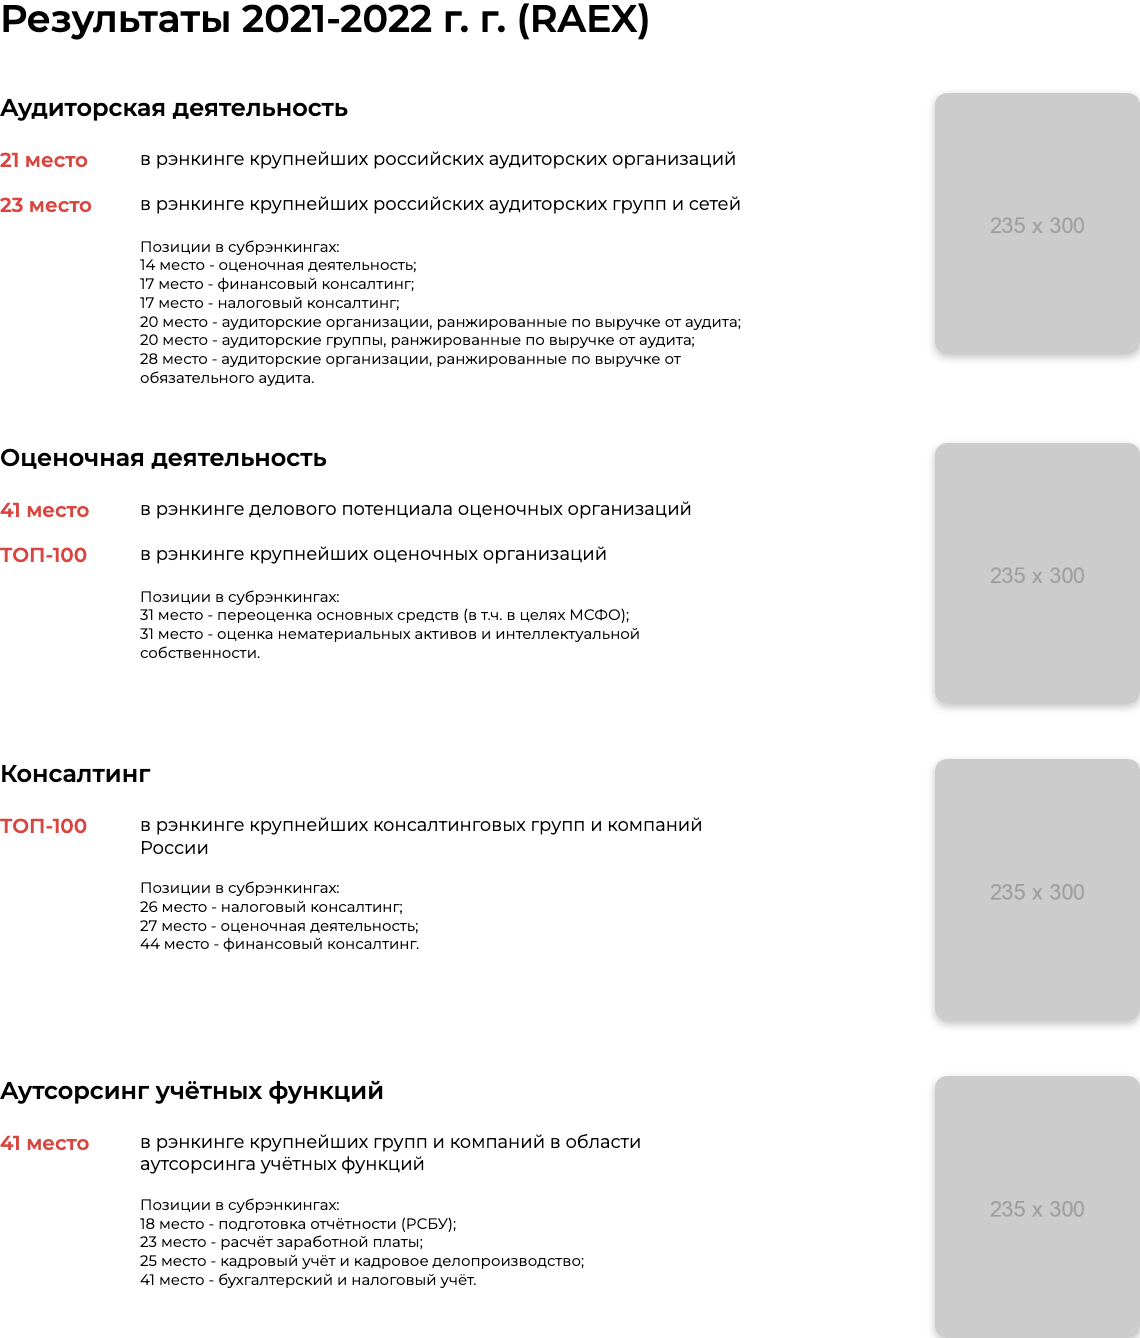 Результаты 2021-2022 г. г. (RAEX)
Аудиторская деятельность
21 место
в рэнкинге крупнейших российских аудиторских организаций
23 место
в рэнкинге крупнейших российских аудиторских групп и сетей
Позиции в субрэнкингах:
14 место - оценочная деятельность;
17 место - финансовый консалтинг;
17 место - налоговый консалтинг;
20 место - аудиторские организации, ранжированные по выручке от аудита;
20 место - аудиторские группы, ранжированные по выручке от аудита;
28 место - аудиторские организации, ранжированные по выручке от
обязательного аудита.
235 x 300
Оценочная деятельность
41 место
в рэнкинге делового потенциала оценочных организаций
ТОП-100
в рэнкинге крупнейших оценочных организаций
Позиции в субрэнкингах:
31 место - переоценка основных средств (в т.ч. в целях МСФО);
31 место - оценка нематериальных активов и интеллектуальной
собственности.
235 x 300
Консалтинг
ТОП-100
в рэнкинге крупнейших консалтинговых групп и компаний
России
Позиции в субрэнкингах:
26 место - налоговый консалтинг;
27 место - оценочная деятельность;
44 место - финансовый консалтинг.
235 x 300
Аутсорсинг учётных функций
41 место
в рэнкинге крупнейших групп и компаний в области
аутсорсинга учётных функций
Позиции в субрэнкингах:
18 место - подготовка отчётности (РСБУ);
23 место - расчёт заработной платы;
25 место - кадровый учёт и кадровое делопроизводство;
41 место - бухгалтерский и налоговый учёт.
235 x 300